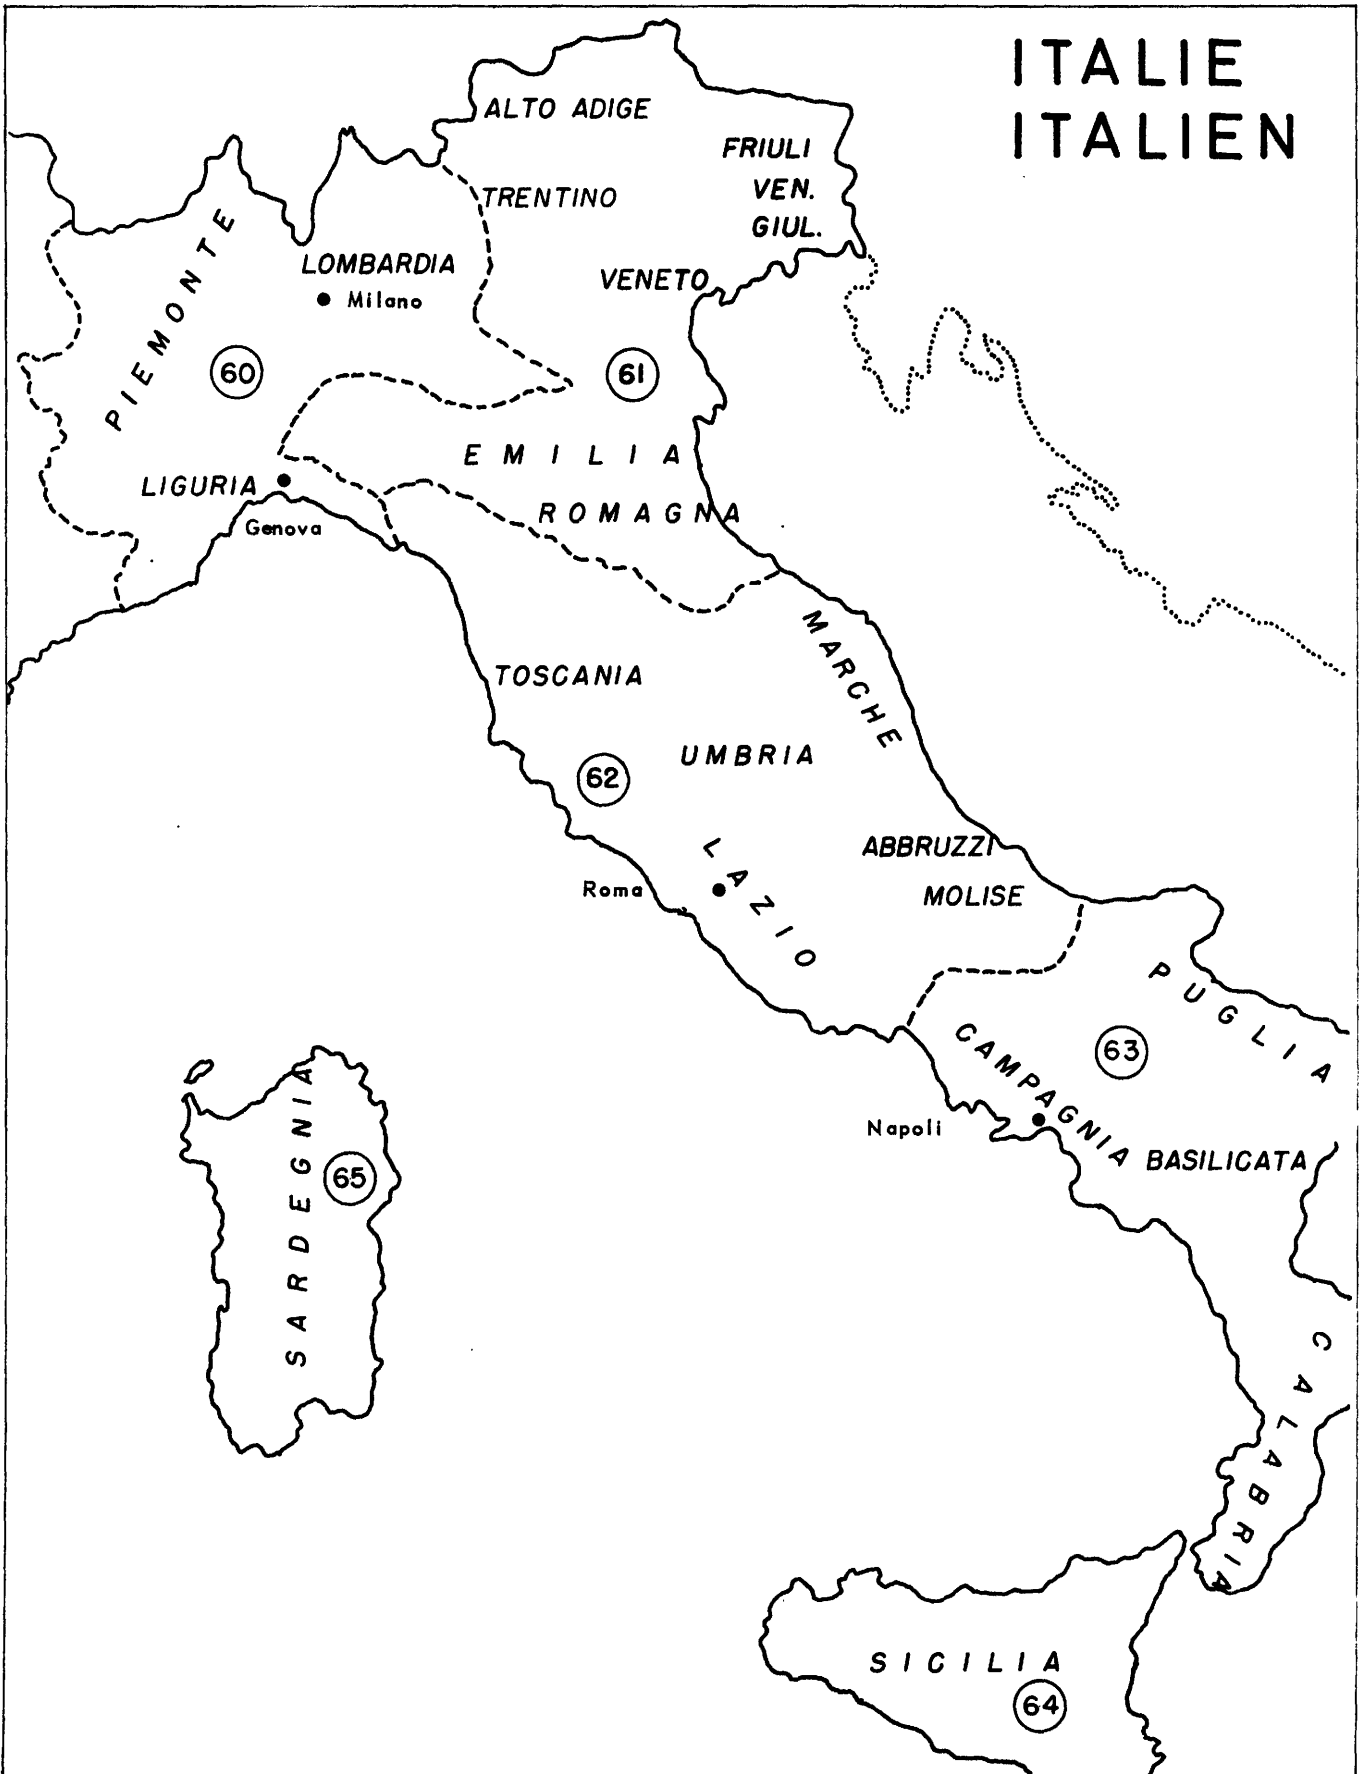 ITALIE
ITALIEN
ALTO ADIGE
FRIULI
VEN.
GIUL.
TRENTINO
PIEMONTE
LOMBARDIA
Milano
VENETO
60
61
EMILIA
ROMAGNA
LIGURIA
Genova
MARCHE
TOSCANIA
UMBRIA
62
LAZIO
ABBRUZZI
MOLISE
Roma
PUGLIA
CAMPAGNIA
63
Napoli
BASILICATA
SARDEGNIA
65
CALABRIA
SICILIA
64